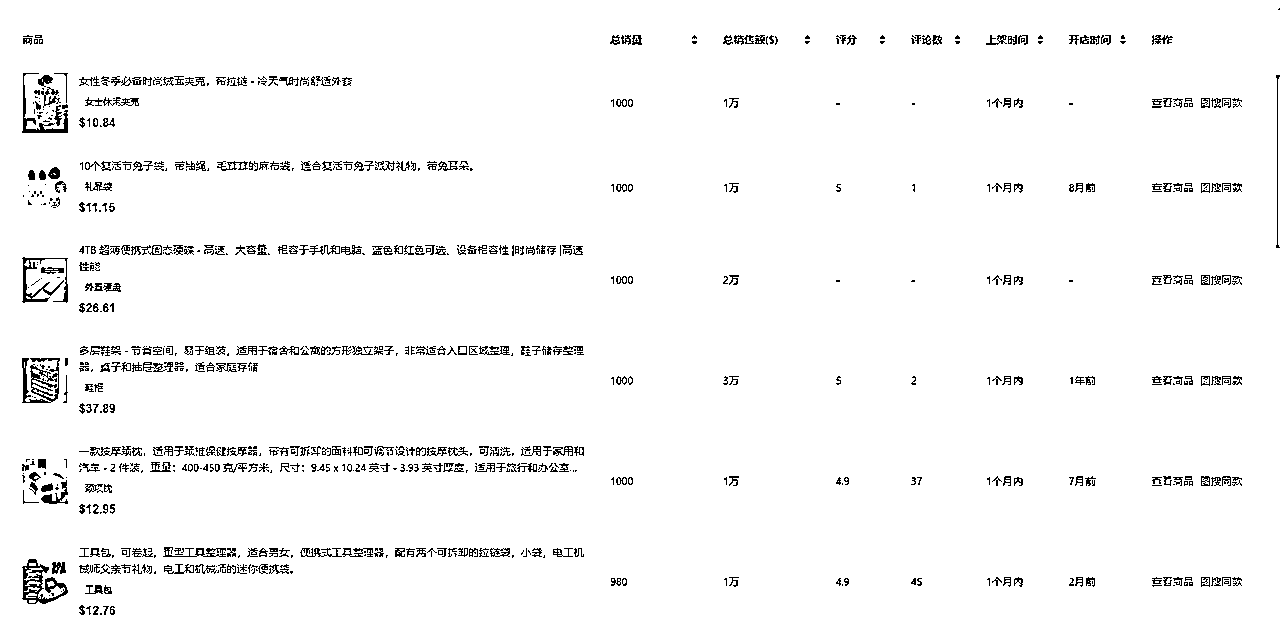 商品 总销量 总销售额($) 评分 评论数 上架时间 开店时间 操作
女性冬季必备时尚绒面夹克，带拉链 - 冷天气时尚舒适外套
女士休闲夹克
$10.84
1000 1万 - - 1个月内 - 查看商品 图搜同款
10个复活节兔子袋，带抽绳，毛茸茸的麻布袋，适合复活节兔子派对礼物，带兔耳朵。
礼品袋
$11.15
1000 1万 5 1 1个月内 8月前 查看商品 图搜同款
4TB 超薄便携式固态硬碟 - 高速、大容量、相容于手机和电脑、蓝色和红色可选、设备相容性 |时尚储存 |高速
性能
外置硬盘
$26.61
1000 2万 - - 1个月内 - 查看商品 图搜同款
多层鞋架 - 节省空间，易于组装，适用于宿舍和公寓的方形独立架子，非常适合入口区域整理，鞋子储存整理
器，桌子和抽屉整理器，适合家庭存储
鞋柜
$37.89
1000 3万 5 2 1个月内 1年前 查看商品 图搜同款
一款按摩颈枕，适用于颈椎保健按摩器，带有可拆卸的面料和可调节设计的按摩枕头，可清洗，适用于家用和
汽车 - 2 件装，重量：400-450 克/平方米，尺寸：9.45 x 10.24 英寸 - 3.93 英寸厚度，适用于旅行和办公室...
颈项枕
$12.95
1000 1万 4.9 37 1个月内 7月前 查看商品 图搜同款
工具包，可卷起，重型工具整理器，适合男女，便携式工具整理器，配有两个可拆卸的拉链袋，小袋，电工机
械师父亲节礼物，电工和机械师的迷你便携袋。
工具包
$12.76
980 1万 4.9 45 1个月内 2月前 查看商品 图搜同款